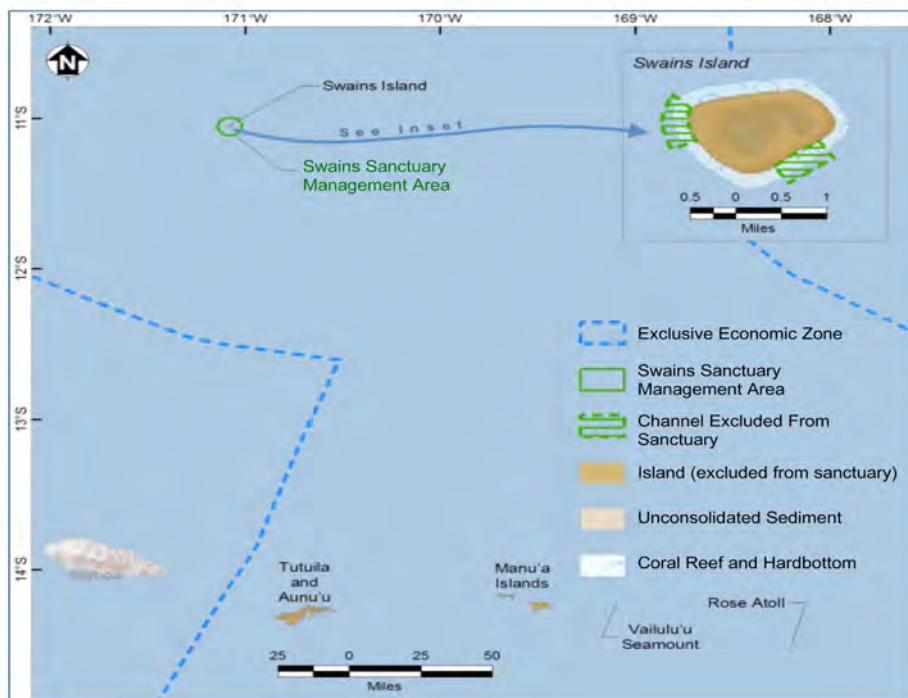 172°W 171°W 170°W 169°W 168°W
N
Swains Island
Swains Island
11°S
See Inset
Swains Sanctuary
Management Area
0.5 0 0.5 1
Miles
12°S
Exclusive Economic Zone
Swains Sanctuary
Management Area
13°S
Channel Excluded From
Sanctuary
Island (excluded from sanctuary)
Unconsolidated Sediment
14°S
Coral Reef and Hardbottom
Tutuila
and
Aunu'u
Manu'a
Islands
Rose Atoll
Vailulu'u
Seamount
25 0 25 50
Miles